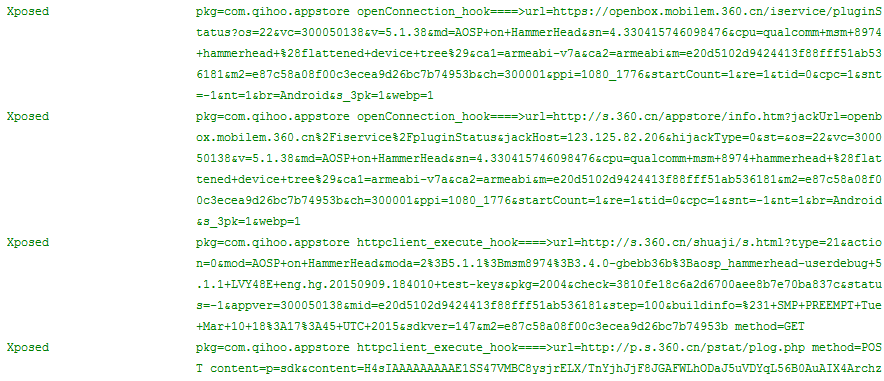 Xposed pkg=com.qihoo.appstore openConnection_hook====>url=https://openbox.mobilem.360.cn/iservice/pluginS
tatus?os=22&vc=300050138&v=5.1.38&md=AOSP+on+HammerHead&sn=4.330415746098476&cpu=qualcomm+msm+8974
+hammerhead+%28flattened+device+tree%29&ca1=armeabi-v7a&ca2=armeabi&m=e20d5102d9424413f88fff51ab53
6181&m2=e87c58a08f00c3ecea9d26bc7b74953b&ch=300001&ppi=1080_1776&startCount=1&re=1&tid=0&cpc=1&snt
=-1&nt=1&br=Android&s_3pk=1&webp=1
Xposed pkg=com.qihoo.appstore openConnection_hook====>url=http://s.360.cn/appstore/info.htm?jackUrl=openb
ox.mobilem.360.cn%2Fiservice%2FpluginStatus&jackHost=123.125.82.206&hijackType=0&st=&os=22&vc=3000
50138&v=5.1.38&md=AOSP+on+HammerHead&sn=4.330415746098476&cpu=qualcomm+msm+8974+hammerhead+%28flat
tened+device+tree%29&ca1=armeabi-v7a&ca2=armeabi&m=e20d5102d9424413f88fff51ab536181&m2=e87c58a08f0
0c3ecea9d26bc7b74953b&ch=300001&ppi=1080_1776&startCount=1&re=1&tid=0&cpc=1&snt=-1&nt=1&br=Android
&s_3pk=1&webp=1
Xposed pkg=com.qihoo.appstore httpclient_execute_hook====>url=http://s.360.cn/shuaji/s.html?type=21&actio
n=0&mod=AOSP+on+HammerHead&moda=2%3B5.1.1%3Bmsm8974%3B3.4.0-gbebb36b%3Baosp_hammerhead-userdebug+5
.1.1+LVY48E+eng.hg.20150909.184010+test-keys&pkg=2004&check=3810fe18c6a2d6700aee8b7e70ba837c&statu
s=-1&appver=300050138&mid=e20d5102d9424413f88fff51ab536181&step=100&buildinfo=%231+SMP+PREEMPT+Tue
+Mar+10+18%3A17%3A45+UTC+2015&sdkver=147&m2=e87c58a08f00c3ecea9d26bc7b74953b method=GET
Xposed pkg=com.qihoo.appstore httpclient_execute_hook====>url=http://p.s.360.cn/pstat/plog.php method=POS
T content=p=sdk&content=H4sIAAAAAAAAAE1SS47VMBC8ysjrELX/TnYjhJjF8JGAFWLhODaJ5uVDYqL56B0AuAIX4Archz